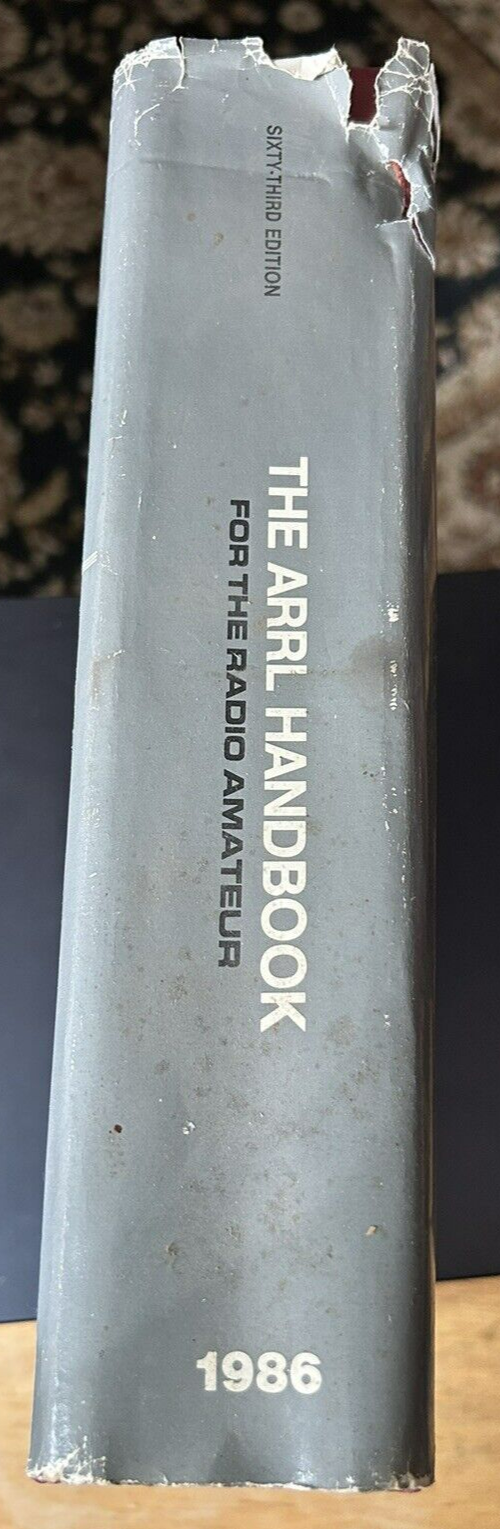 SIXTY-THIRD EDITION
THE ARRL HANDBOOK
FOR THE RADIO AMATEUR
1986